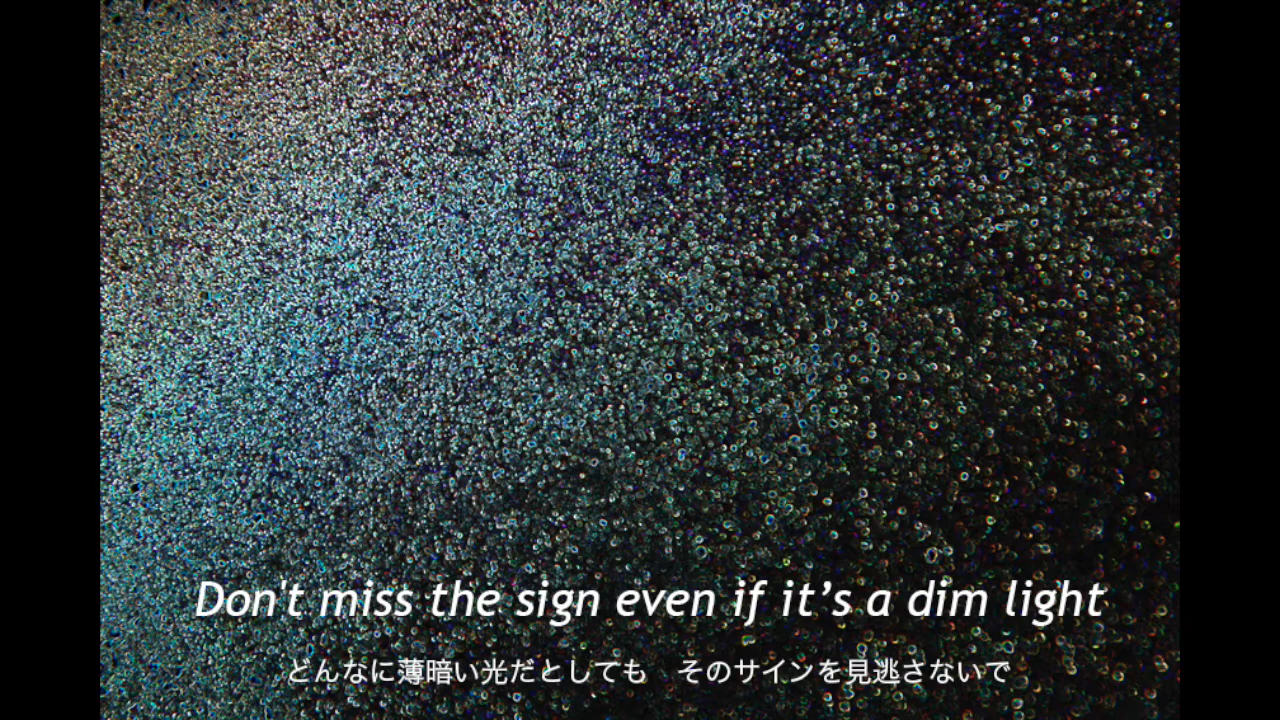 Don't miss the sign even if it’s a dim light
どんなに薄暗い光だとしても　そのサインを見逃さないで